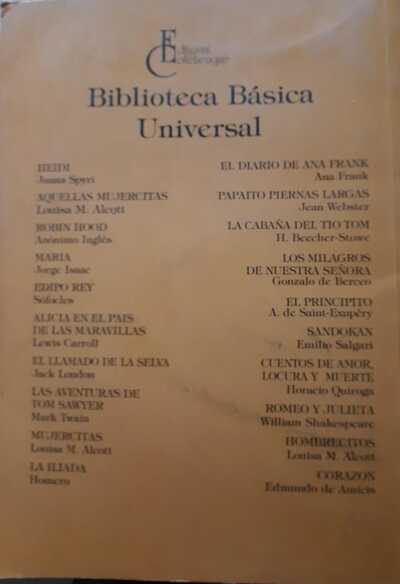 Biblioteca Básica
Universal
HEIDI
Juana Spyri
AQUELLAS MUJERCITAS
Louisa M. Alcott
ROBIN HOOD
Anónimo Inglés
MARIA
Jorge Isaac
EDIPO REY
Sófocles
ALICIA EN EL PAIS
DE LAS MARAVILLAS
Lewis Carroll
EL LLAMADO DE LA SELVA
Jack London
LAS AVENTURAS DE
TOM SAWYER
Mark Twain
MUJERCITAS
Louisa M. Alcott
LA ILIADA
Homero
EL DIARIO DE ANA FRANK
Ana Frank
PAPAITO PIERNAS LARGAS
Jean Webster
LA CABAÑA DEL TIO TOM
H. Beecher-Stowe
LOS MILAGROS
DE NUESTRA SEÑORA
Gonzalo de Berceo
EL PRINCIPITO
A. de Saint-Exupéry
SANDOKAN
Emilio Salgari
CUENTOS DE AMOR,
LOCURA Y MUERTE
Horacio Quiroga
ROMEO Y JULIETA
William Shakespeare
HOMBRECITOS
Louisa M. Alcott
CORAZON
Edmundo de Amicis